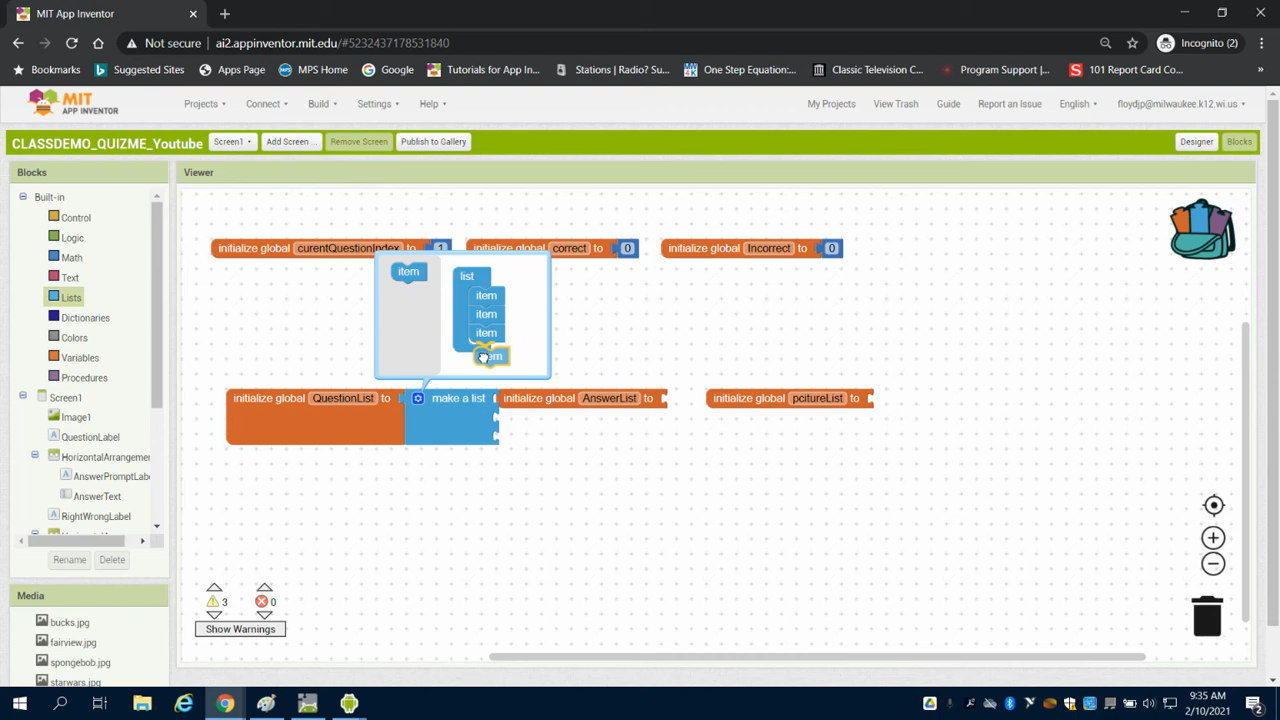 MIT App Inventor
Not secure ai2.appinventor.mit.edu/#5232437178531840 Incognito (2)
Bookmarks Suggested Sites Apps Page MPS Home Google Tutorials for App In... Stations | Radio? Su... One Step Equation:... Classic Television C... Program Support |... 101 Report Card Co... »
MIT APP INVENTOR Projects Connect Build Settings Help My Projects View Trash Guide Report an Issue English floydjp@milwaukee.k12.wi.us
CLASSDEMO_QUIZME_Youtube Screen1 Add Screen ... Remove Screen Publish to Gallery Designer Blocks
Blocks
Viewer
Built-in
Control
Logic
Math
Text
Lists
Dictionaries
Colors
Variables
Procedures
Screen1
Image1
QuestionLabel
HorizontalArrangeme
AnswerPromptLab
AnswerText
RightWrongLabel
Rename Delete
Media
bucks.jpg
fairview.jpg
spongebob.jpg
starwars.jpg
initialize global curentQuestionIndex to 1
initialize global correct to 0
initialize global Incorrect to 0
item
list
item
item
item
item
initialize global QuestionList to make a list
initialize global AnswerList to
initialize global pcitureList to
3 0
Show Warnings
9:35 AM
2/10/2021
2